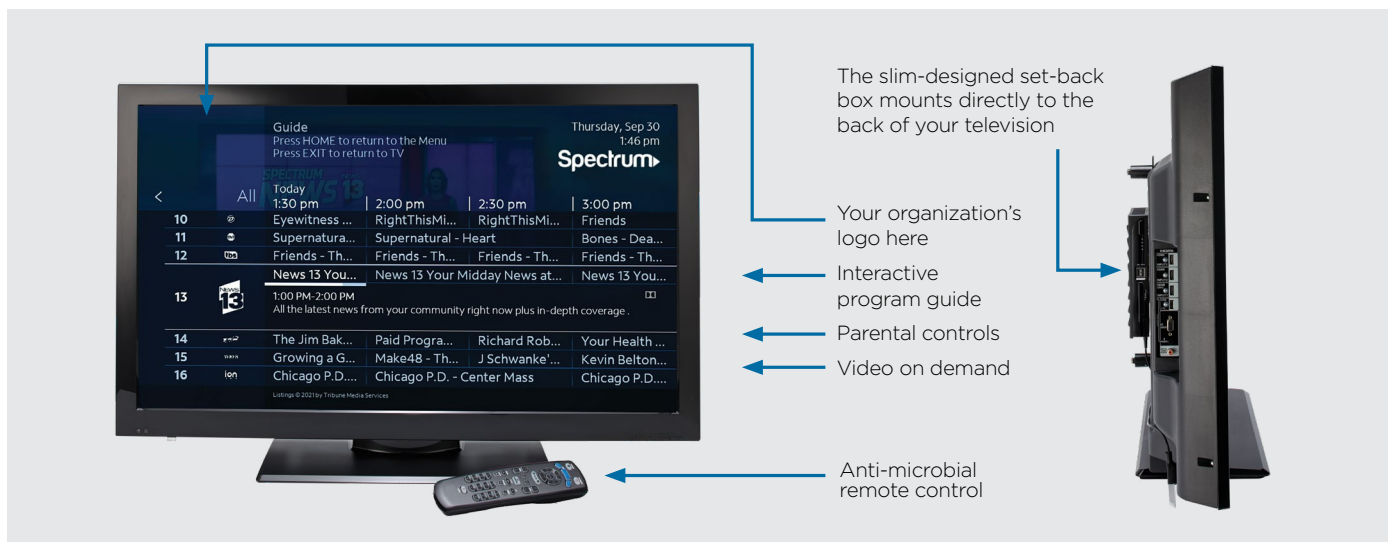 Guide
Press HOME to return to the Menu
Press EXIT to return to TV
Thursday, Sep 30
1:46 pm
Spectrum
SPECTRUM
NEWS 13
< All
Today
1:30 pm 2:00 pm 2:30 pm 3:00 pm
10 Eyewitness ... RightThisMi... RightThisMi... Friends
11 Supernatura... Supernatural - Heart Bones - Dea...
12 tbs Friends - Th... Friends - Th... Friends - Th... Friends - Th...
News 13 You... News 13 Your Midday News at... News 13 You...
13 News 13 1:00 PM-2:00 PM
All the latest news from your community right now plus in-depth coverage .
14 The Jim Bak... Paid Progra... Richard Rob... Your Health ...
15 Growing a G... Make48 - Th... J Schwanke'... Kevin Belton...
16 ion Chicago P.D.... Chicago P.D. - Center Mass Chicago P.D....
Listings © 2021 by Tribune Media Services
The slim-designed set-back
box mounts directly to the
back of your television
Your organization's
logo here
Interactive
program guide
Parental controls
Video on demand
Anti-microbial
remote control